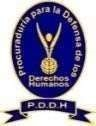 Procuraduría para la Defensa de los
Derechos
Humanos
P.D.D.H